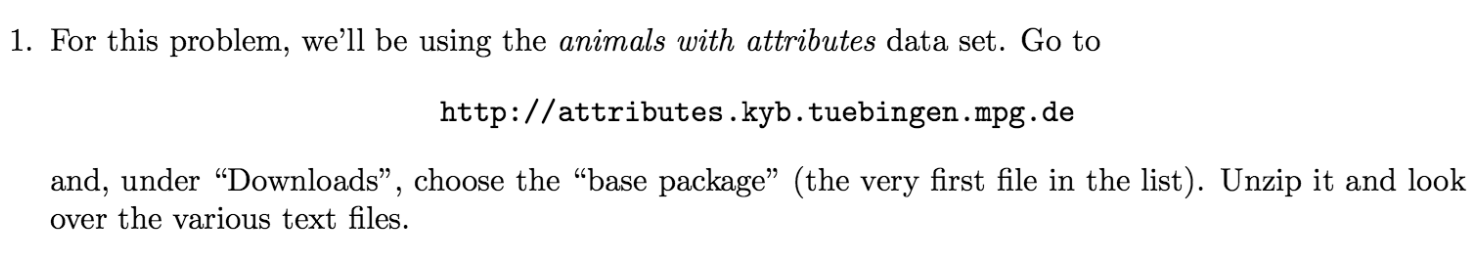 1. For this problem, we'll be using the animals with attributes data set. Go to
http://attributes.kyb.tuebingen.mpg.de
and, under “Downloads”, choose the “base package” (the very first file in the list). Unzip it and look
over the various text files.